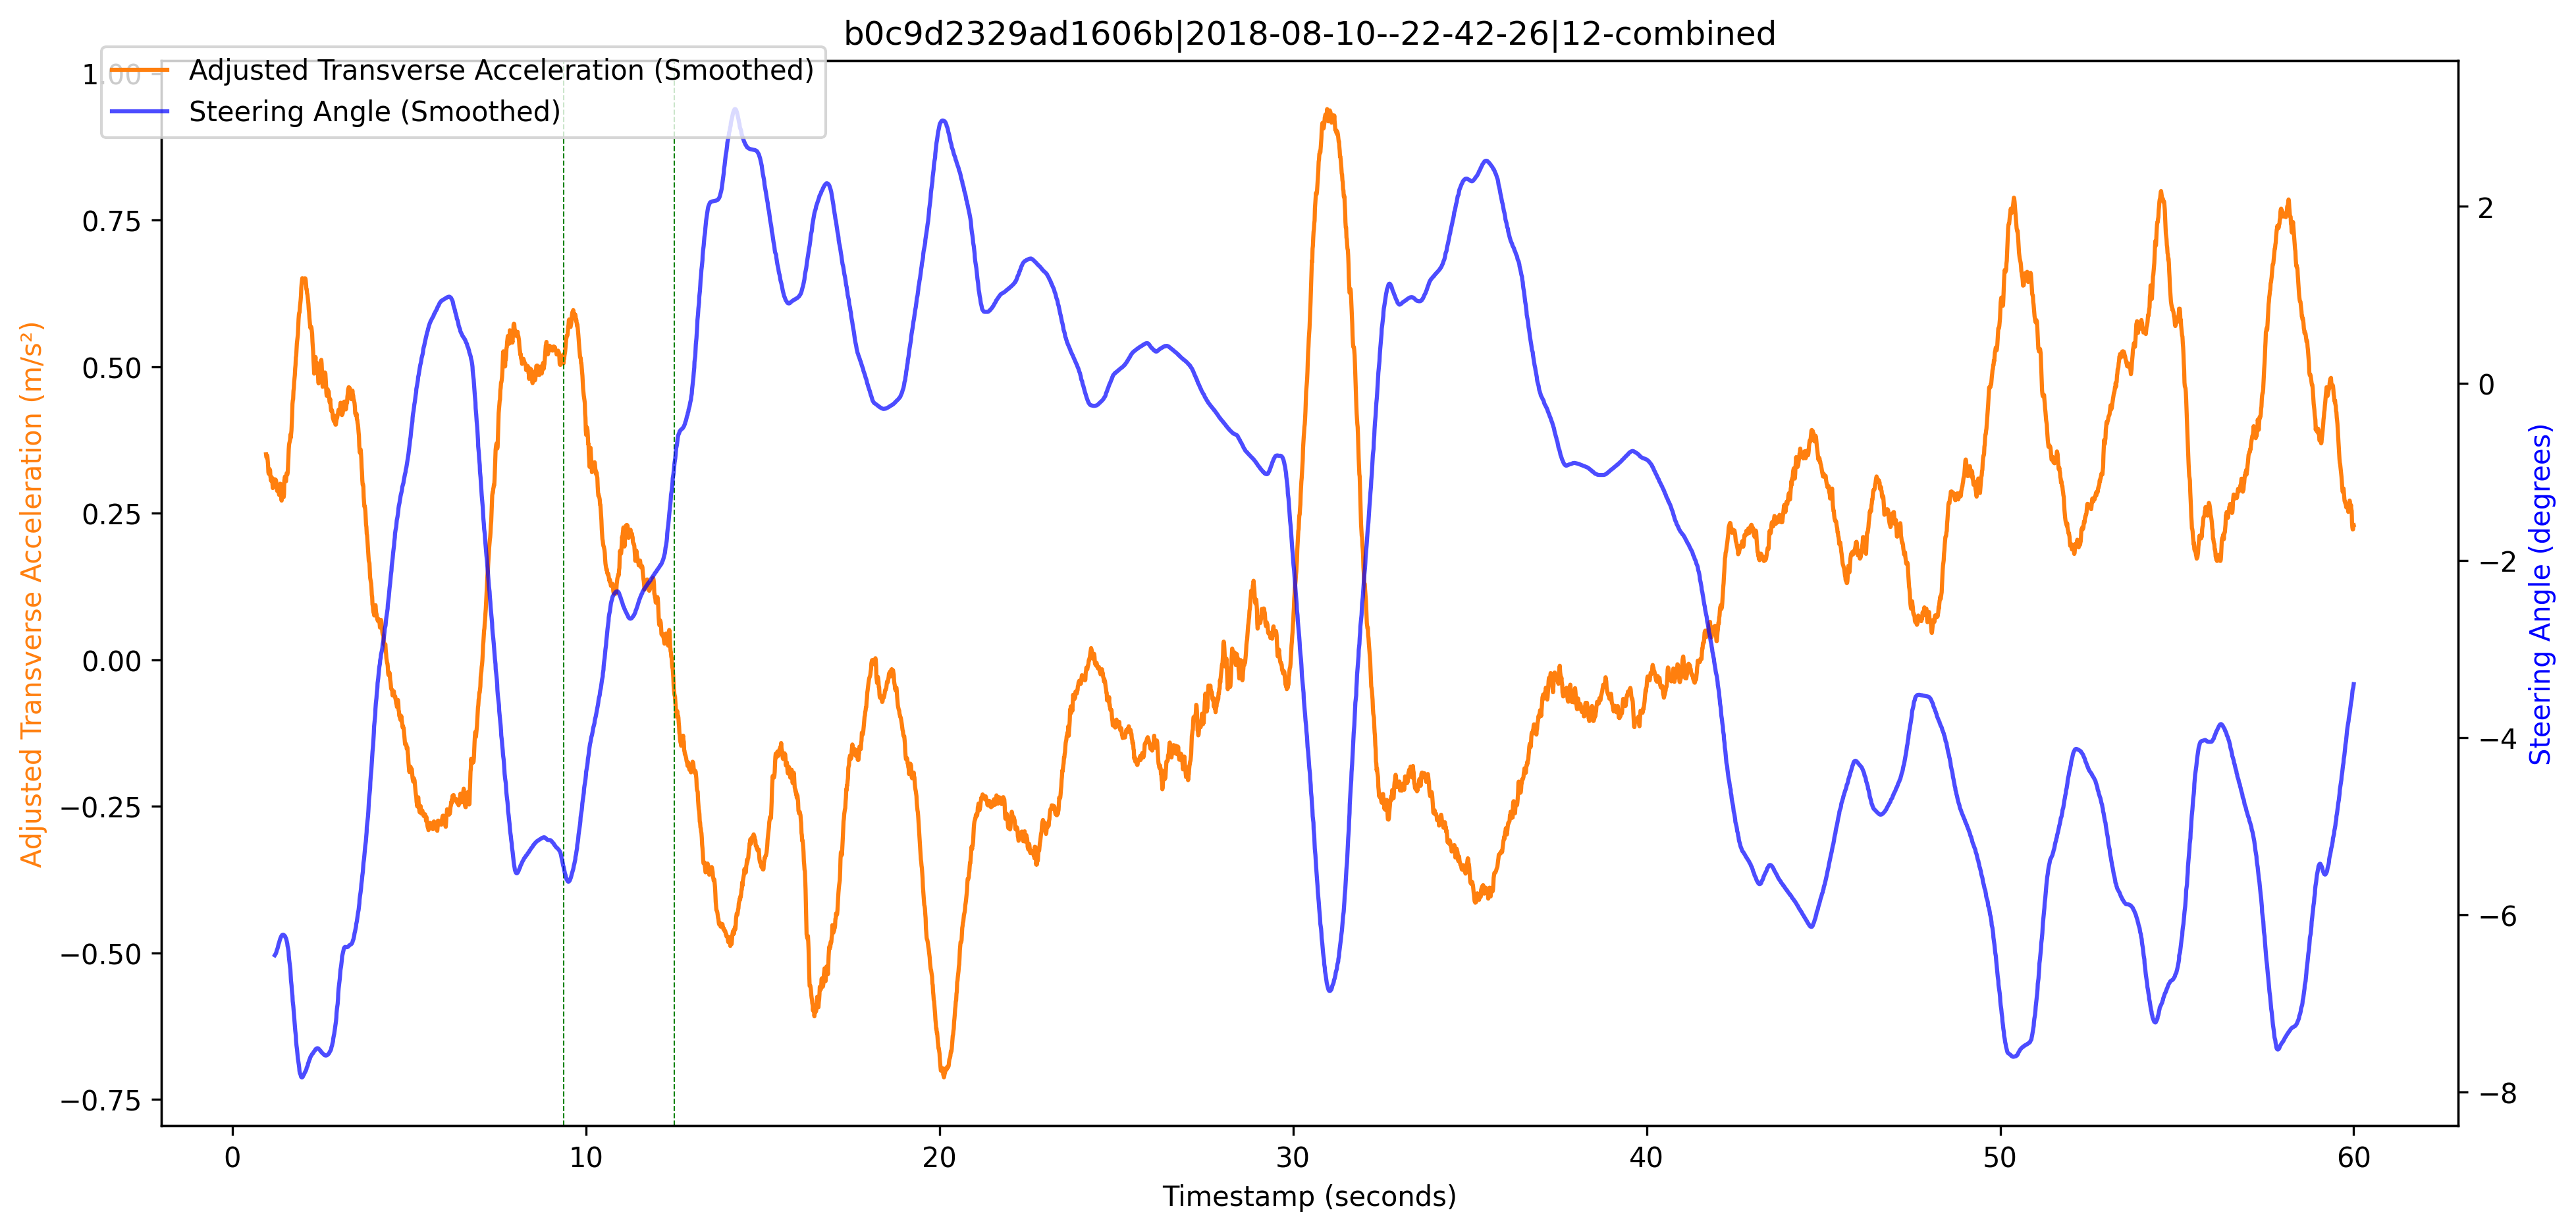 b0c9d2329ad1606b|2018-08-10--22-42-26|12-combined
Adjusted Transverse Acceleration (Smoothed)
Steering Angle (Smoothed)
1.00
0.75
0.50
0.25
0.00
−0.25
−0.50
−0.75
Adjusted Transverse Acceleration (m/s²)
2
0
−2
−4
−6
−8
Steering Angle (degrees)
0 10 20 30 40 50 60
Timestamp (seconds)